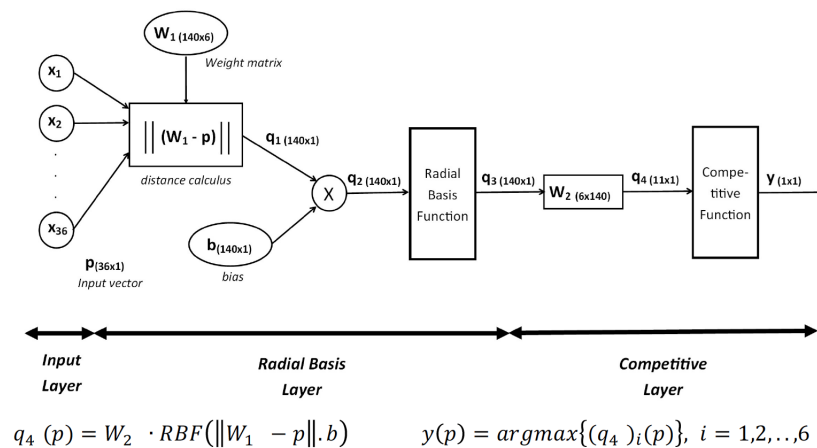 W1 (140x6)
Weight matrix
x1
x2
.
.
.
x36
|| (W1 - p) ||
distance calculus
q1 (140x1)
X
b(140x1)
bias
p(36x1)
Input vector
q2 (140x1)
Radial
Basis
Function
q3 (140x1)
W2 (6x140)
q4 (11x1)
Compe-
titive
Function
y (1x1)
Input
Layer
Radial Basis
Layer
Competitive
Layer
q4 (p) = W2 · RBF(‖W1 − p‖.b)
y(p) = argmax{(q4 )i(p)}, i = 1,2,..,6